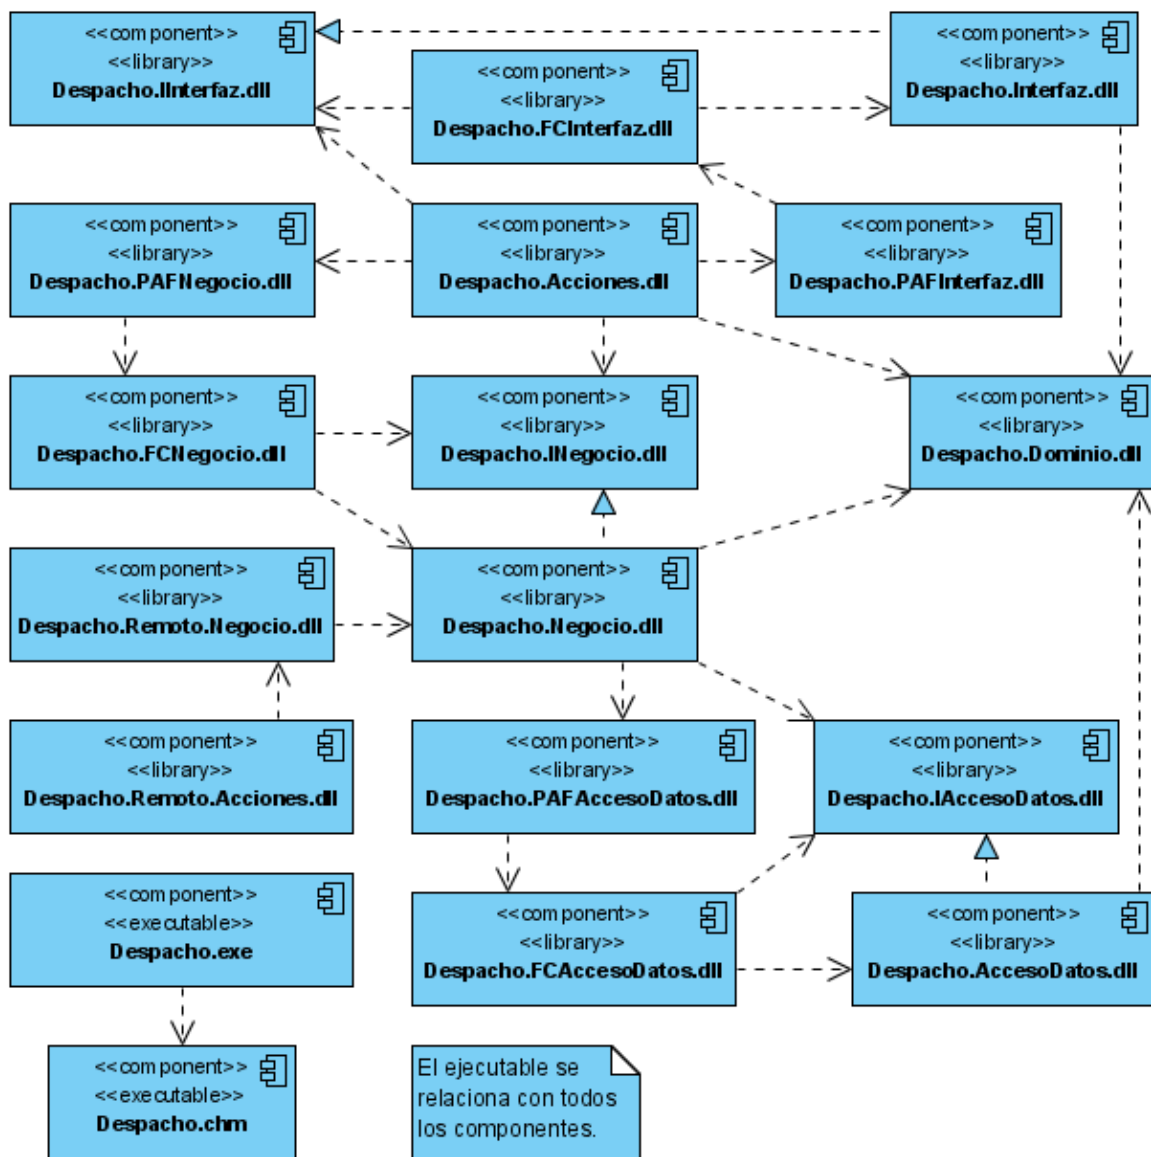 <<component>>
<<library>>
Despacho.IInterfaz.dll
<<component>>
<<library>>
Despacho.FCInterfaz.dll
<<component>>
<<library>>
Despacho.Interfaz.dll
<<component>>
<<library>>
Despacho.PAFNegocio.dll
<<component>>
<<library>>
Despacho.Acciones.dll
<<component>>
<<library>>
Despacho.PAFInterfaz.dll
<<component>>
<<library>>
Despacho.FCNegocio.dll
<<component>>
<<library>>
Despacho.INegocio.dll
<<component>>
<<library>>
Despacho.Dominio.dll
<<component>>
<<library>>
Despacho.Remoto.Negocio.dll
<<component>>
<<library>>
Despacho.Negocio.dll
<<component>>
<<library>>
Despacho.Remoto.Acciones.dll
<<component>>
<<library>>
Despacho.PAFAccesoDatos.dll
<<component>>
<<library>>
Despacho.IAccesoDatos.dll
<<component>>
<<executable>>
Despacho.exe
<<component>>
<<library>>
Despacho.FCAccesoDatos.dll
<<component>>
<<library>>
Despacho.AccesoDatos.dll
<<component>>
<<executable>>
Despacho.chm
El ejecutable se
relaciona con todos
los componentes.